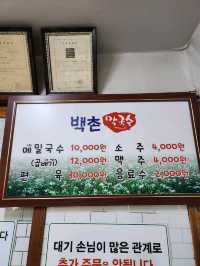 백촌 막국수
메밀국수 10,000원
(곱빼기) 12,000원
편육 30,000원
소주 4,000원
맥주 4,000원
음료수 2,000원
대기 손님이 많은 관계로
추가 주문은 안됩니다